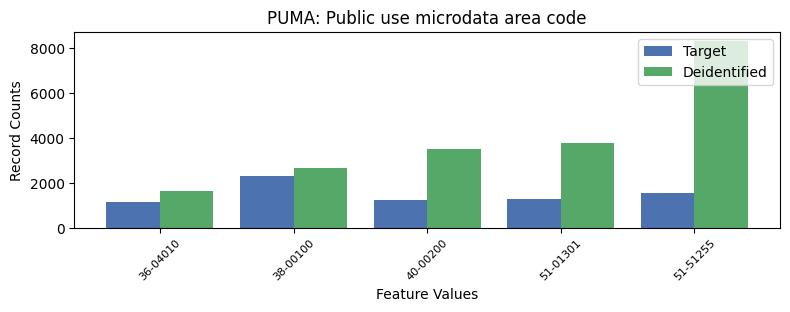 PUMA: Public use microdata area code
Target
Deidentified
8000
6000
4000
2000
0
Record Counts
36-04010
38-00100
40-00200
51-01301
51-51255
Feature Values